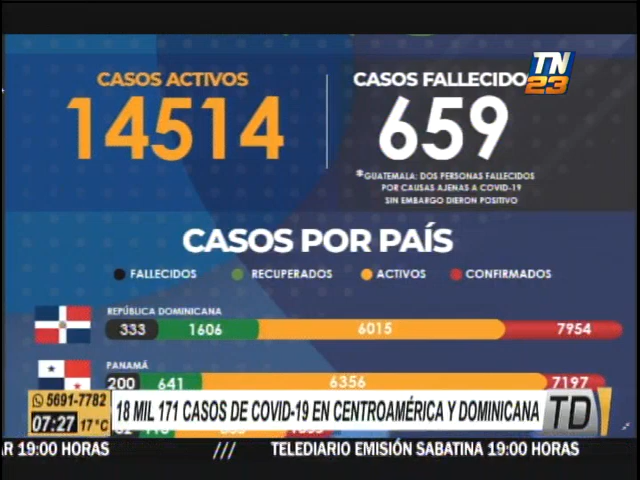 CASOS ACTIVOS
14514
CASOS FALLECIDO
TN
23
659
*GUATEMALA: DOS PERSONAS FALLECIDOS
POR CAUSAS AJENAS A COVID-19
SIN EMBARGO DIERON POSITIVO
CASOS POR PAÍS
FALLECIDOS RECUPERADOS ACTIVOS CONFIRMADOS
REPÚBLICA DOMINICANA
333 1606 6015 7954
PANAMÁ
200 641 6356 7197
5691-7782
07:27 17°C
18 MIL 171 CASOS DE COVID-19 EN CENTROAMÉRICA Y DOMINICANA
TD
AR 19:00 HORAS /// TELEDIARIO EMISIÓN SABATINA 19:00 HORAS